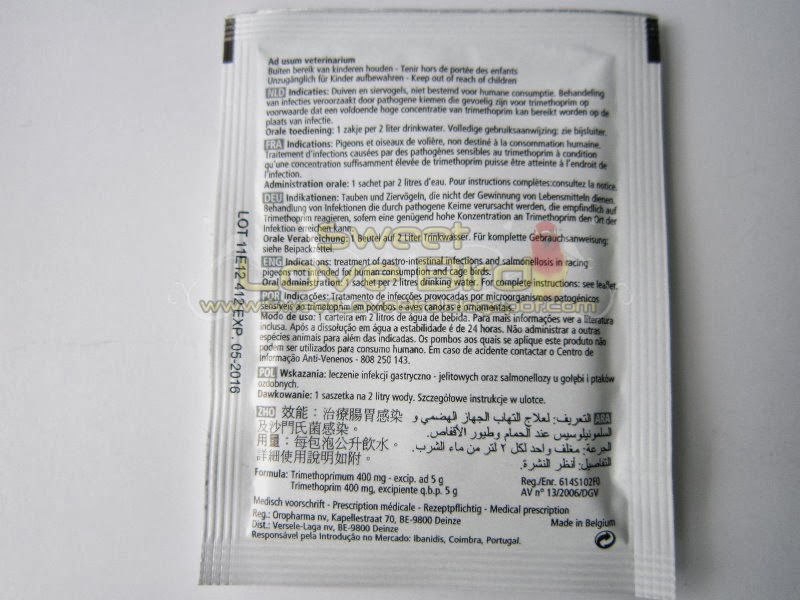 Ad usum veterinarium
Buiten bereik van kinderen houden - Tenir hors de portée des enfants
Unzugänglich für Kinder aufbewahren - Keep out of reach of children
NLD Indicaties: Duiven en siervogels, niet bestemd voor humane consumptie. Behandeling
van infecties veroorzaakt door pathogene kiemen die gevoelig zijn voor trimethoprim op
voorwaarde dat een voldoende hoge concentratie van trimethoprim kan bereikt worden op de
plaats van infectie.
Orale toediening: 1 zakje per 2 liter drinkwater. Volledige gebruiksaanwijzing: zie bijsluiter.
FRA Indications: Pigeons et oiseaux de volière, non destiné à la consommation humaine.
Traitement d'infections causées par des pathogènes sensibles au trimethoprim à condition
qu'une concentration suffisamment élevée de trimethoprim puisse être atteinte à l'endroit de
l'infection.
Administration orale: 1 sachet par 2 litres d'eau. Pour instructions complètes:consultez la notice.
DEU Indikationen: Tauben und Ziervögeln, die nicht der Gewinnung von Lebensmitteln dienen.
Behandlung von Infektionen die durch pathogene Keime verursacht werden, die empfindlich auf
Trimethoprim reagieren, sofern eine genügend hohe Konzentration an Trimethoprim den Ort der
Infektion erreichen kann.
Orale Verabreichung: 1 Beutel auf 2 Liter Trinkwasser. Für komplette Gebrauchsanweisung:
siehe Beipackzettel.
ENG Indications: treatment of gastro-intestinal infections and salmonellosis in racing
pigeons not intended for human consumption and cage birds.
Oral administration: 1 sachet per 2 litres drinking water. For complete instructions: see leaflet.
POR Indicações: Tratamento de infecções provocadas por microorganismos patogénicos
sensíveis ao trimetoprim em pombos e aves canoras e ornamentais.
Modo de uso: 1 carteira em 2 litros de água de bebida. Para mais informações ver a literatura
inclusa. Após a dissolução em água a estabilidade é de 24 horas. Não administrar a outras
espécies animais para além das indicadas. Os pombos aos quais se aplique este produto não
podem ser utilizados para consumo humano. Em caso de acidente contactar o Centro de
Informação Anti-Venenos - 808 250 143.
POL Wskazania: leczenie infekcji gastryczno - jelitowych oraz salmonellozy u gołębi i ptaków
ozdobnych.
Dawkowanie: 1 saszetka na 2 litry wody. Szczegółowe instrukcje w ulotce.
ZHO 效能：治療腸胃感染
及沙門氏菌感染。
用量：每包泡公升飲水。
詳細使用說明如附。
ARA التعريف: لعلاج التهاب الجهاز الهضمي و
السلمونيلوسيس عند الحمام وطيور الأقفاص.
الجرعة: مغلف واحد لكل ٢ لتر من ماء الشرب.
التفاصيل: أنظر النشرة.
Formula: Trimethoprimum 400 mg - excip. ad 5 g
Trimethoprim 400 mg, excipiente q.b.p. 5 g
Reg./Enr. 614S102F0
AV nº 13/2006/DGV
Medisch voorschrift - Prescription médicale - Rezeptpflichtig - Medical prescription
Reg.: Oropharma nv, Kapellestraat 70, BE-9800 Deinze
Dist.: Versele-Laga nv, BE-9800 Deinze
Made in Belgium
Responsável pela Introdução no Mercado: Ibanidis, Coimbra, Portugal.
LOT 11E12-412 EXP. 05-2016
Sweet
Love Bird